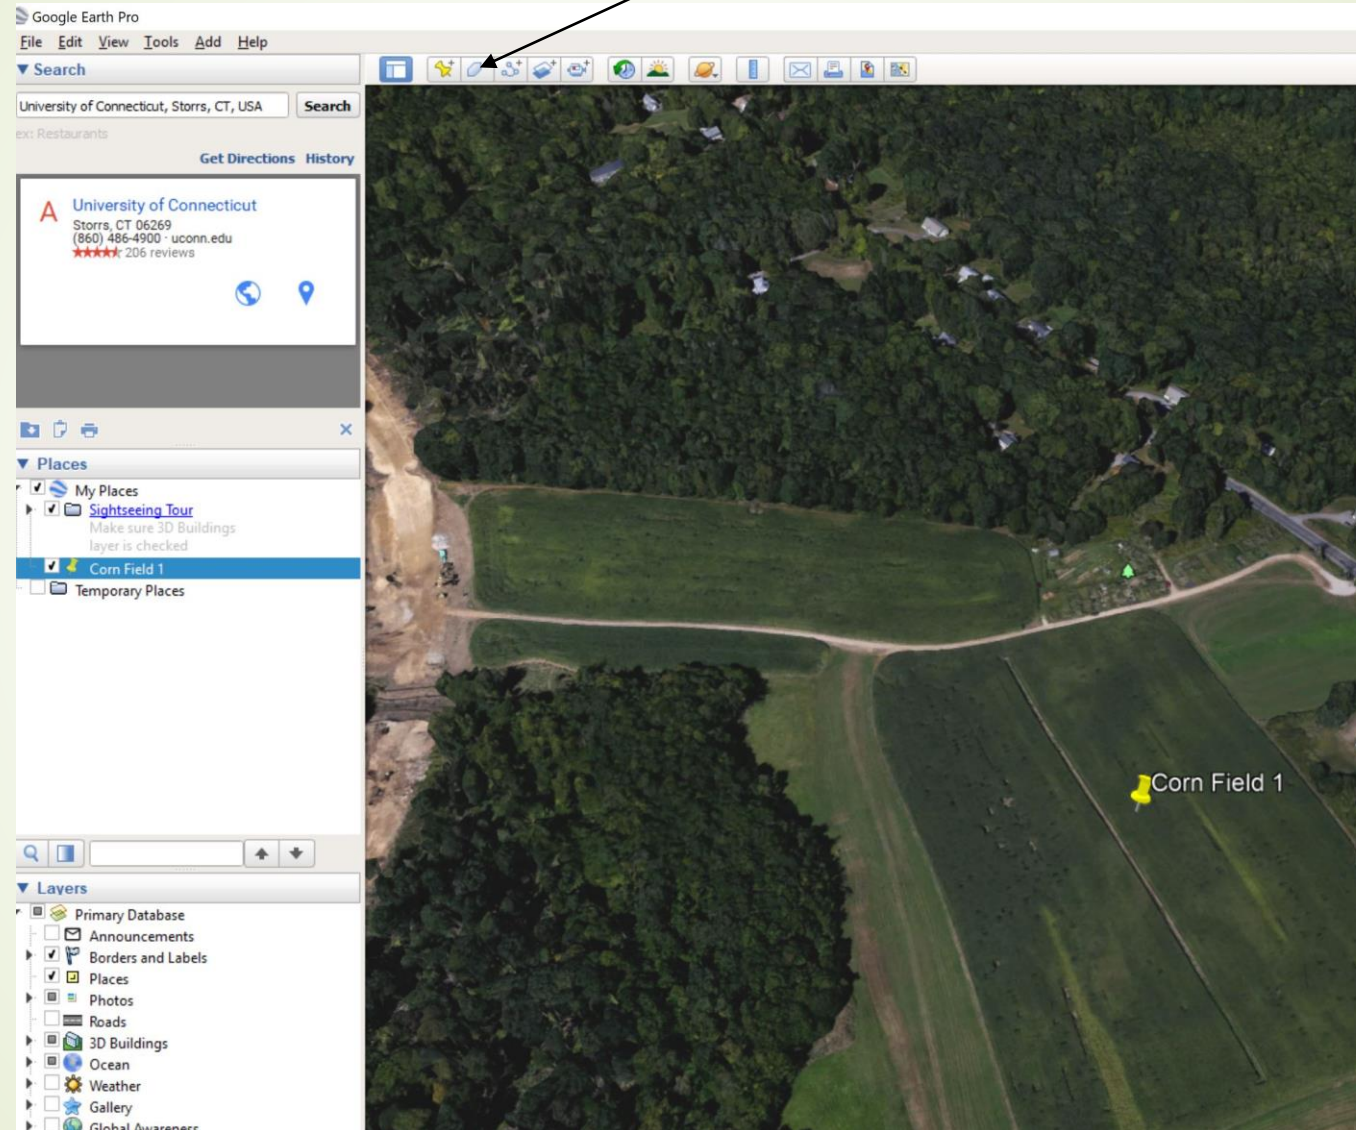 Google Earth Pro
File Edit View Tools Add Help
Search
University of Connecticut, Storrs, CT, USA Search
ex: Restaurants
Get Directions History
A University of Connecticut
Storrs, CT 06269
(860) 486-4900 · uconn.edu
206 reviews
Places
My Places
Sightseeing Tour
Make sure 3D Buildings
layer is checked
Corn Field 1
Temporary Places
Corn Field 1
Layers
Primary Database
Announcements
Borders and Labels
Places
Photos
Roads
3D Buildings
Ocean
Weather
Gallery
Global Awareness